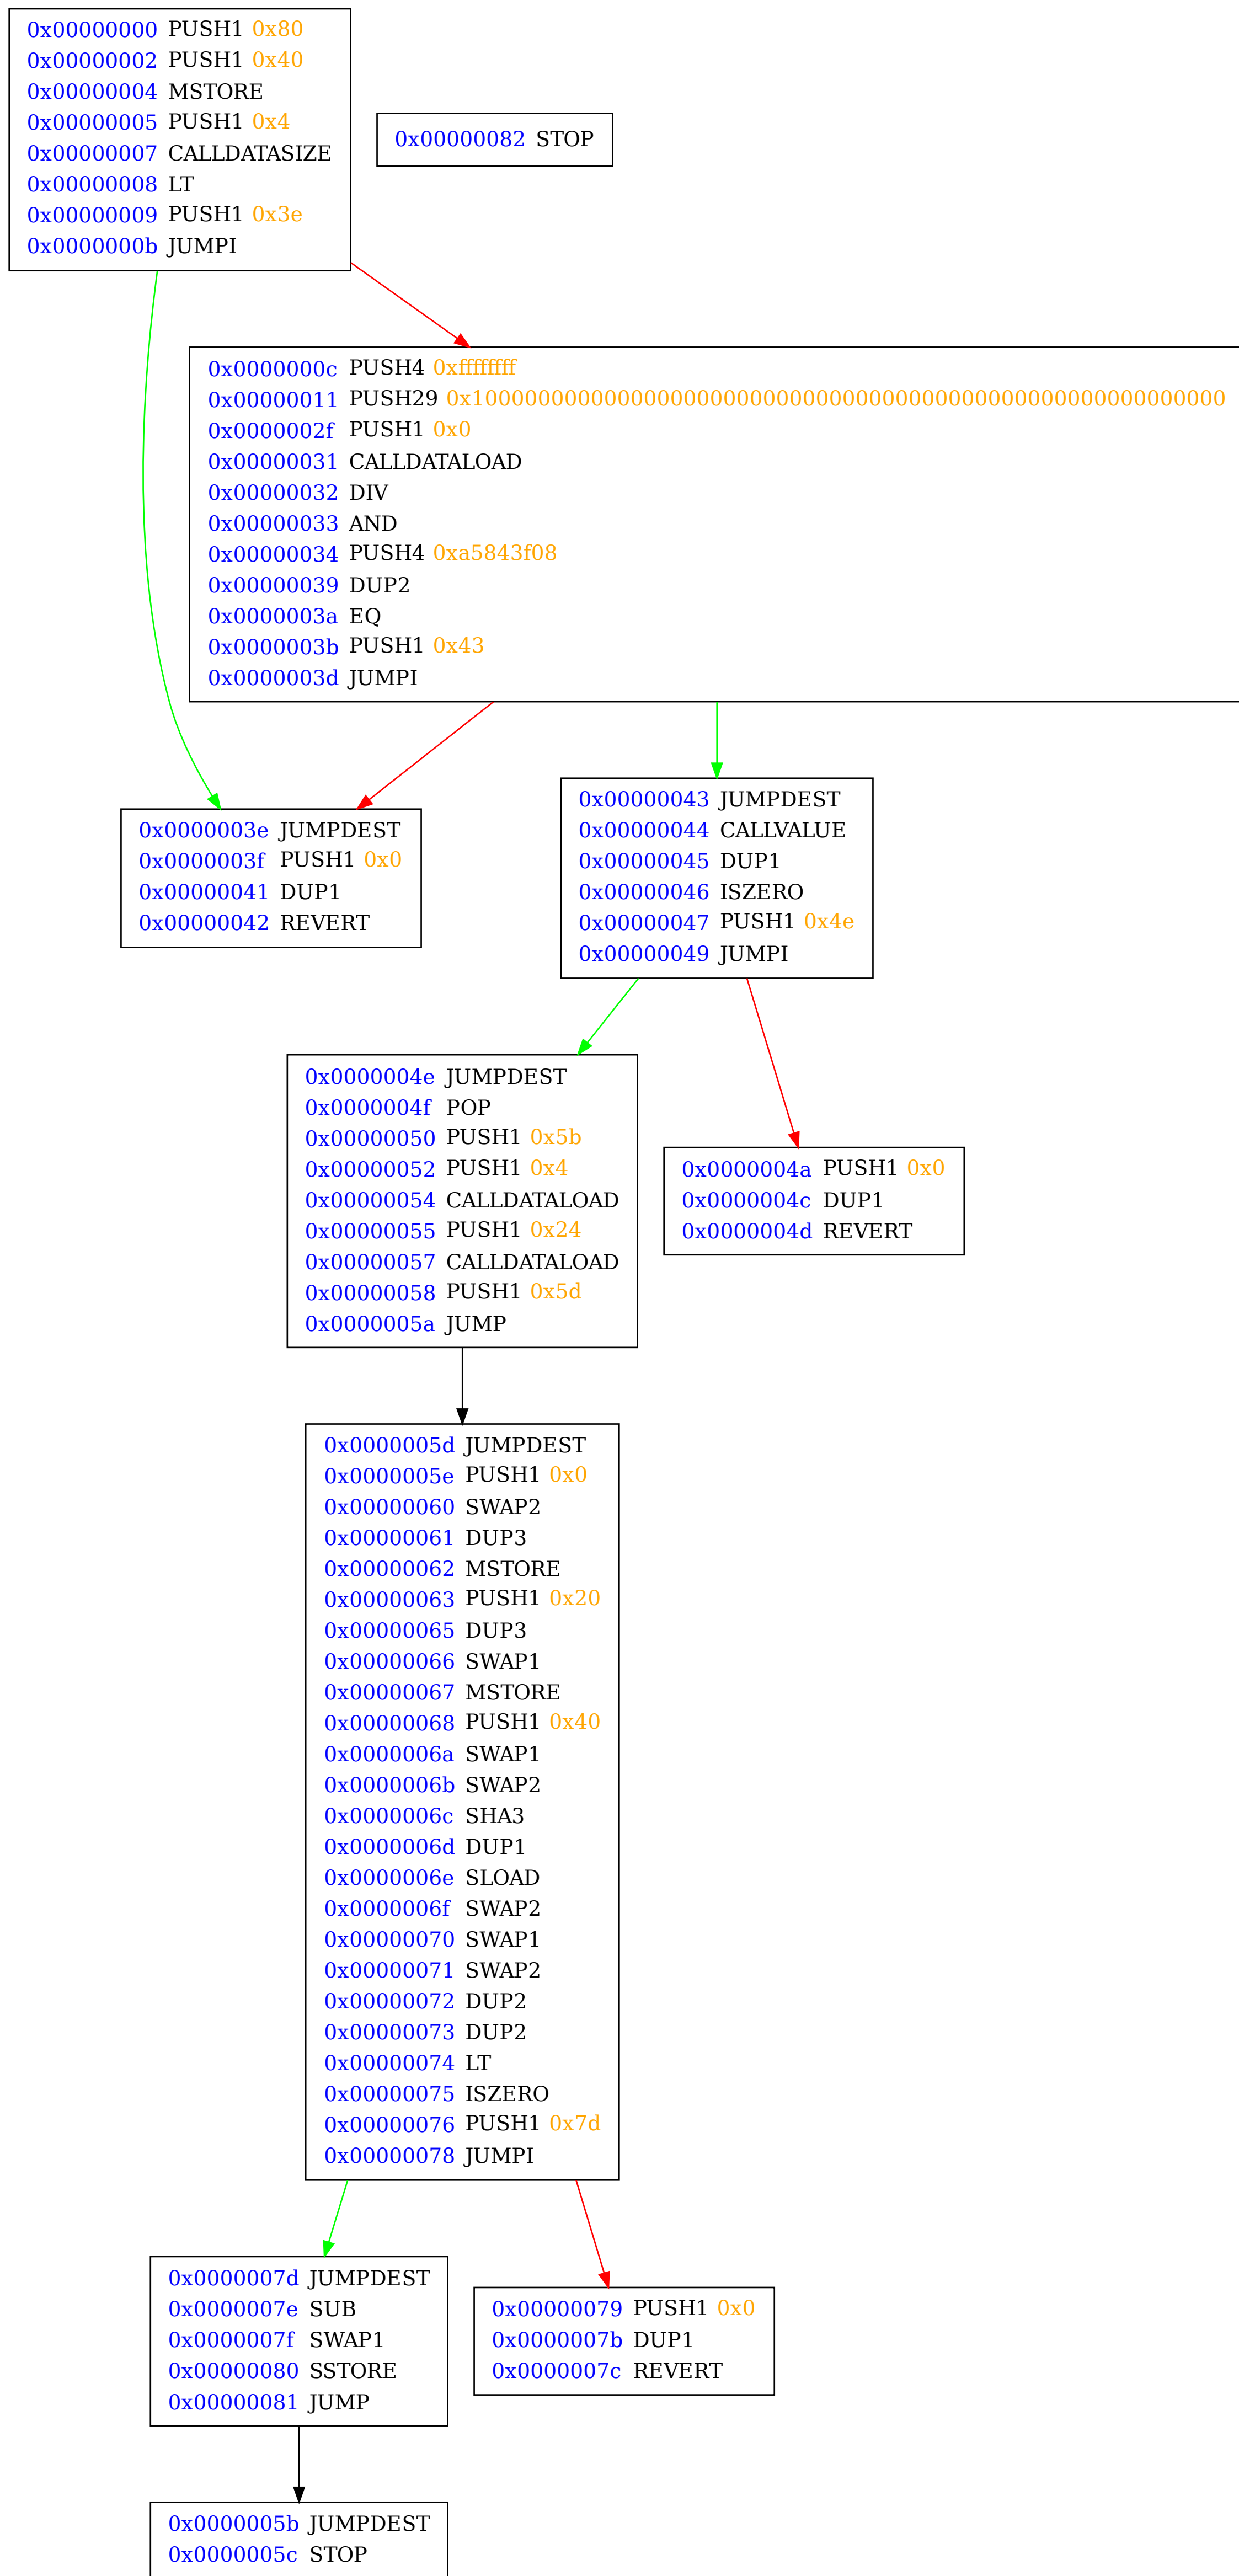 0x00000000 PUSH1 0x80
0x00000002 PUSH1 0x40
0x00000004 MSTORE
0x00000005 PUSH1 0x4
0x00000007 CALLDATASIZE
0x00000008 LT
0x00000009 PUSH1 0x3e
0x0000000b JUMPI
0x00000082 STOP
0x0000000c PUSH4 0xffffffff
0x00000011 PUSH29 0x100000000000000000000000000000000000000000000000000000000
0x0000002f PUSH1 0x0
0x00000031 CALLDATALOAD
0x00000032 DIV
0x00000033 AND
0x00000034 PUSH4 0xa5843f08
0x00000039 DUP2
0x0000003a EQ
0x0000003b PUSH1 0x43
0x0000003d JUMPI
0x0000003e JUMPDEST
0x0000003f PUSH1 0x0
0x00000041 DUP1
0x00000042 REVERT
0x00000043 JUMPDEST
0x00000044 CALLVALUE
0x00000045 DUP1
0x00000046 ISZERO
0x00000047 PUSH1 0x4e
0x00000049 JUMPI
0x0000004e JUMPDEST
0x0000004f POP
0x00000050 PUSH1 0x5b
0x00000052 PUSH1 0x4
0x00000054 CALLDATALOAD
0x00000055 PUSH1 0x24
0x00000057 CALLDATALOAD
0x00000058 PUSH1 0x5d
0x0000005a JUMP
0x0000004a PUSH1 0x0
0x0000004c DUP1
0x0000004d REVERT
0x0000005d JUMPDEST
0x0000005e PUSH1 0x0
0x00000060 SWAP2
0x00000061 DUP3
0x00000062 MSTORE
0x00000063 PUSH1 0x20
0x00000065 DUP3
0x00000066 SWAP1
0x00000067 MSTORE
0x00000068 PUSH1 0x40
0x0000006a SWAP1
0x0000006b SWAP2
0x0000006c SHA3
0x0000006d DUP1
0x0000006e SLOAD
0x0000006f SWAP2
0x00000070 SWAP1
0x00000071 SWAP2
0x00000072 DUP2
0x00000073 DUP2
0x00000074 LT
0x00000075 ISZERO
0x00000076 PUSH1 0x7d
0x00000078 JUMPI
0x0000007d JUMPDEST
0x0000007e SUB
0x0000007f SWAP1
0x00000080 SSTORE
0x00000081 JUMP
0x00000079 PUSH1 0x0
0x0000007b DUP1
0x0000007c REVERT
0x0000005b JUMPDEST
0x0000005c STOP